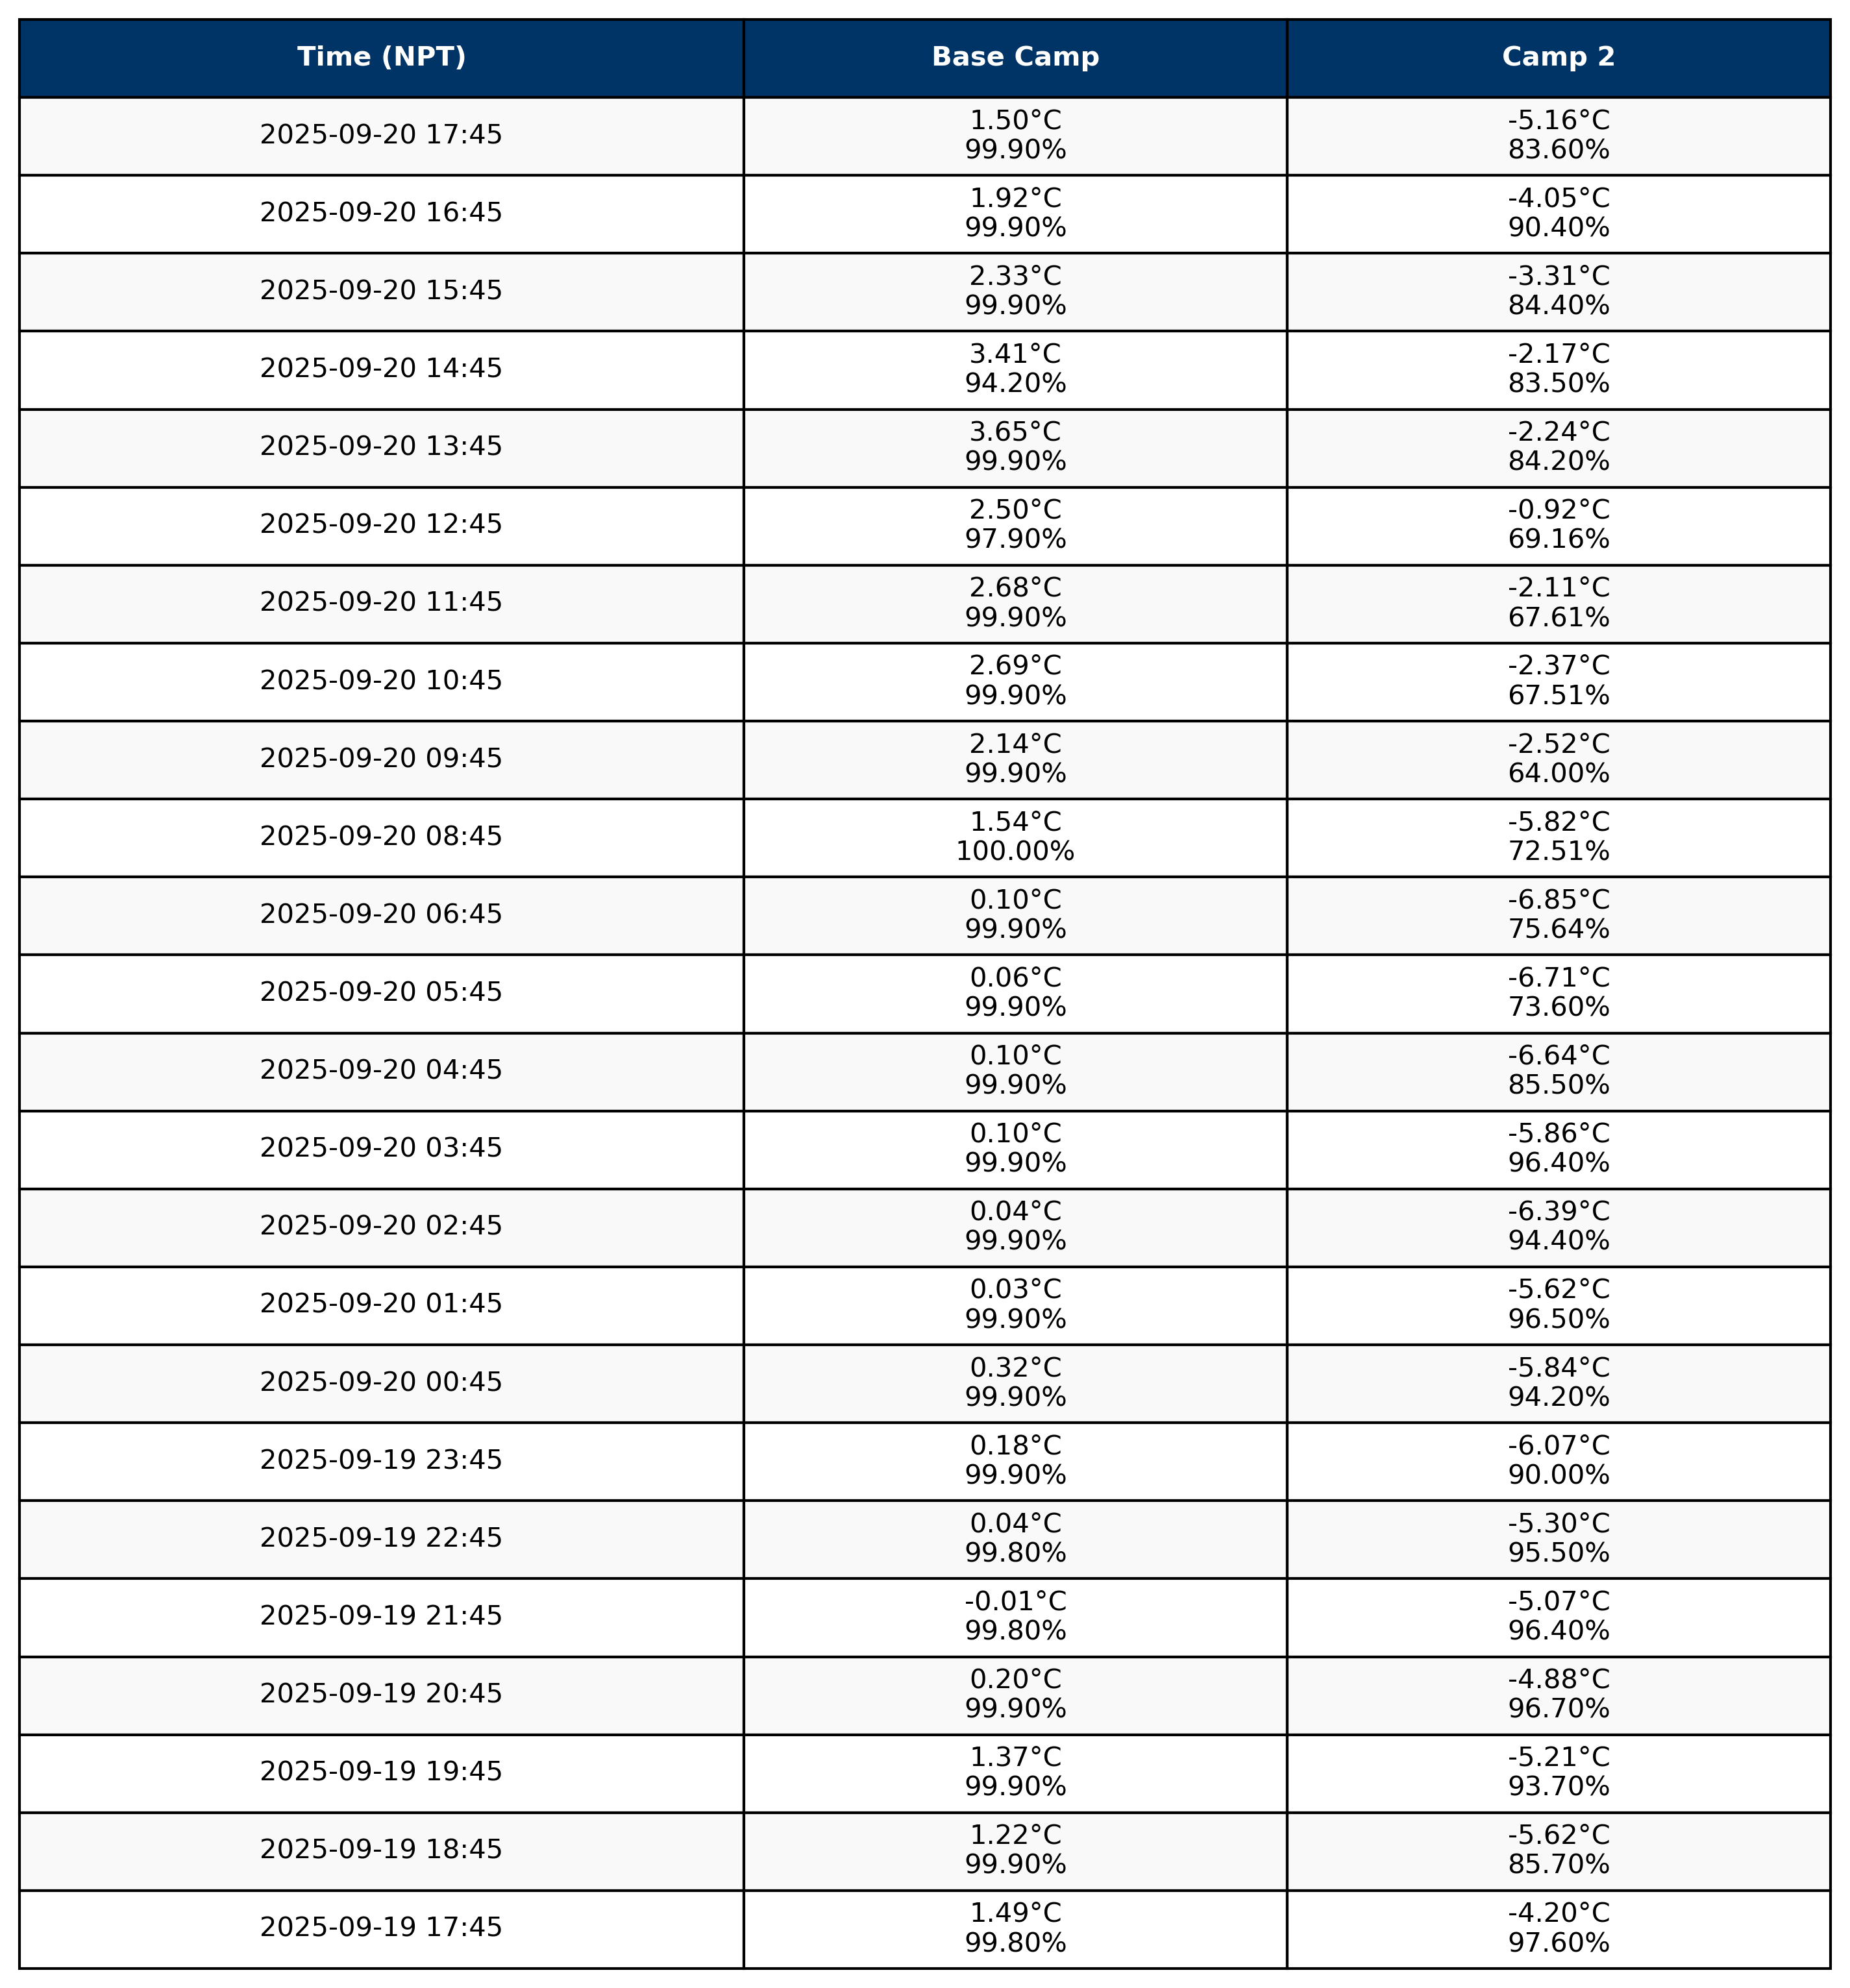 Time (NPT) Base Camp Camp 2
2025-09-20 17:45 1.50°C -5.16°C
99.90% 83.60%
2025-09-20 16:45 1.92°C -4.05°C
99.90% 90.40%
2025-09-20 15:45 2.33°C -3.31°C
99.90% 84.40%
2025-09-20 14:45 3.41°C -2.17°C
94.20% 83.50%
2025-09-20 13:45 3.65°C -2.24°C
99.90% 84.20%
2025-09-20 12:45 2.50°C -0.92°C
97.90% 69.16%
2025-09-20 11:45 2.68°C -2.11°C
99.90% 67.61%
2025-09-20 10:45 2.69°C -2.37°C
99.90% 67.51%
2025-09-20 09:45 2.14°C -2.52°C
99.90% 64.00%
2025-09-20 08:45 1.54°C -5.82°C
100.00% 72.51%
2025-09-20 06:45 0.10°C -6.85°C
99.90% 75.64%
2025-09-20 05:45 0.06°C -6.71°C
99.90% 73.60%
2025-09-20 04:45 0.10°C -6.64°C
99.90% 85.50%
2025-09-20 03:45 0.10°C -5.86°C
99.90% 96.40%
2025-09-20 02:45 0.04°C -6.39°C
99.90% 94.40%
2025-09-20 01:45 0.03°C -5.62°C
99.90% 96.50%
2025-09-20 00:45 0.32°C -5.84°C
99.90% 94.20%
2025-09-19 23:45 0.18°C -6.07°C
99.90% 90.00%
2025-09-19 22:45 0.04°C -5.30°C
99.80% 95.50%
2025-09-19 21:45 -0.01°C -5.07°C
99.80% 96.40%
2025-09-19 20:45 0.20°C -4.88°C
99.90% 96.70%
2025-09-19 19:45 1.37°C -5.21°C
99.90% 93.70%
2025-09-19 18:45 1.22°C -5.62°C
99.90% 85.70%
2025-09-19 17:45 1.49°C -4.20°C
99.80% 97.60%